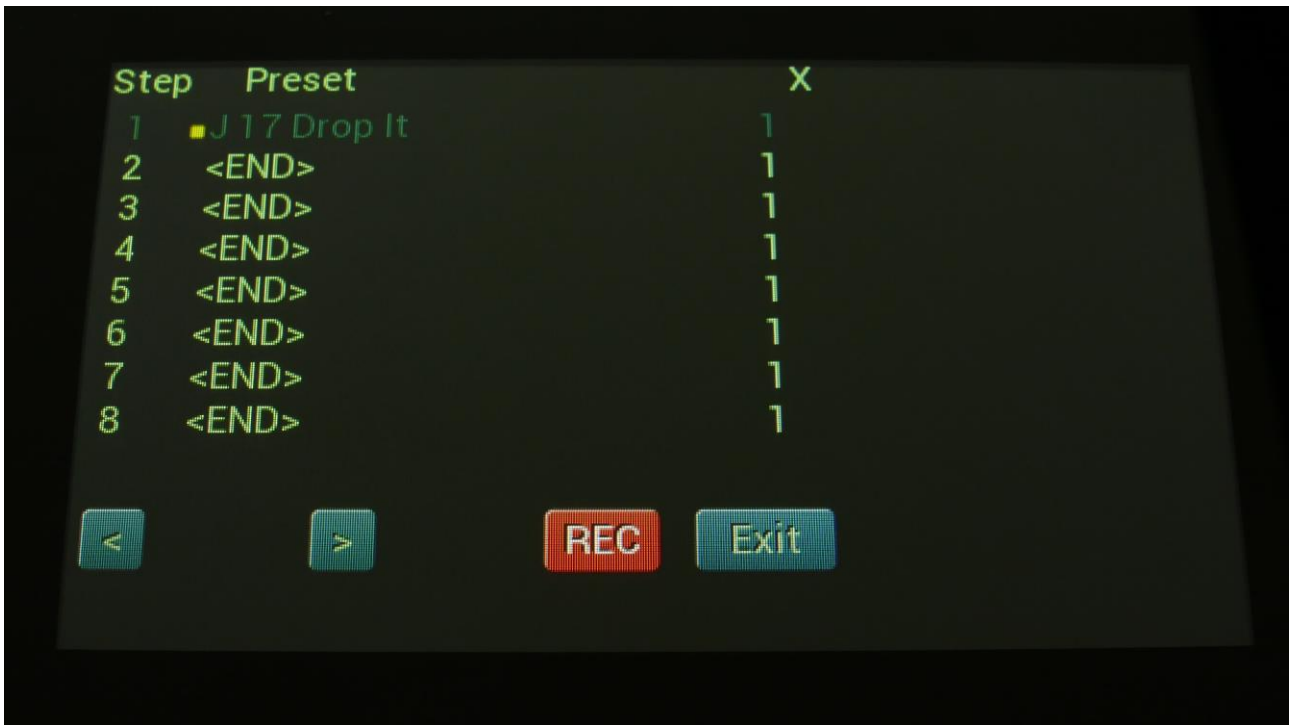 Step Preset X
1 J 17 Drop It 1
2 <END> 1
3 <END> 1
4 <END> 1
5 <END> 1
6 <END> 1
7 <END> 1
8 <END> 1
< > REC Exit